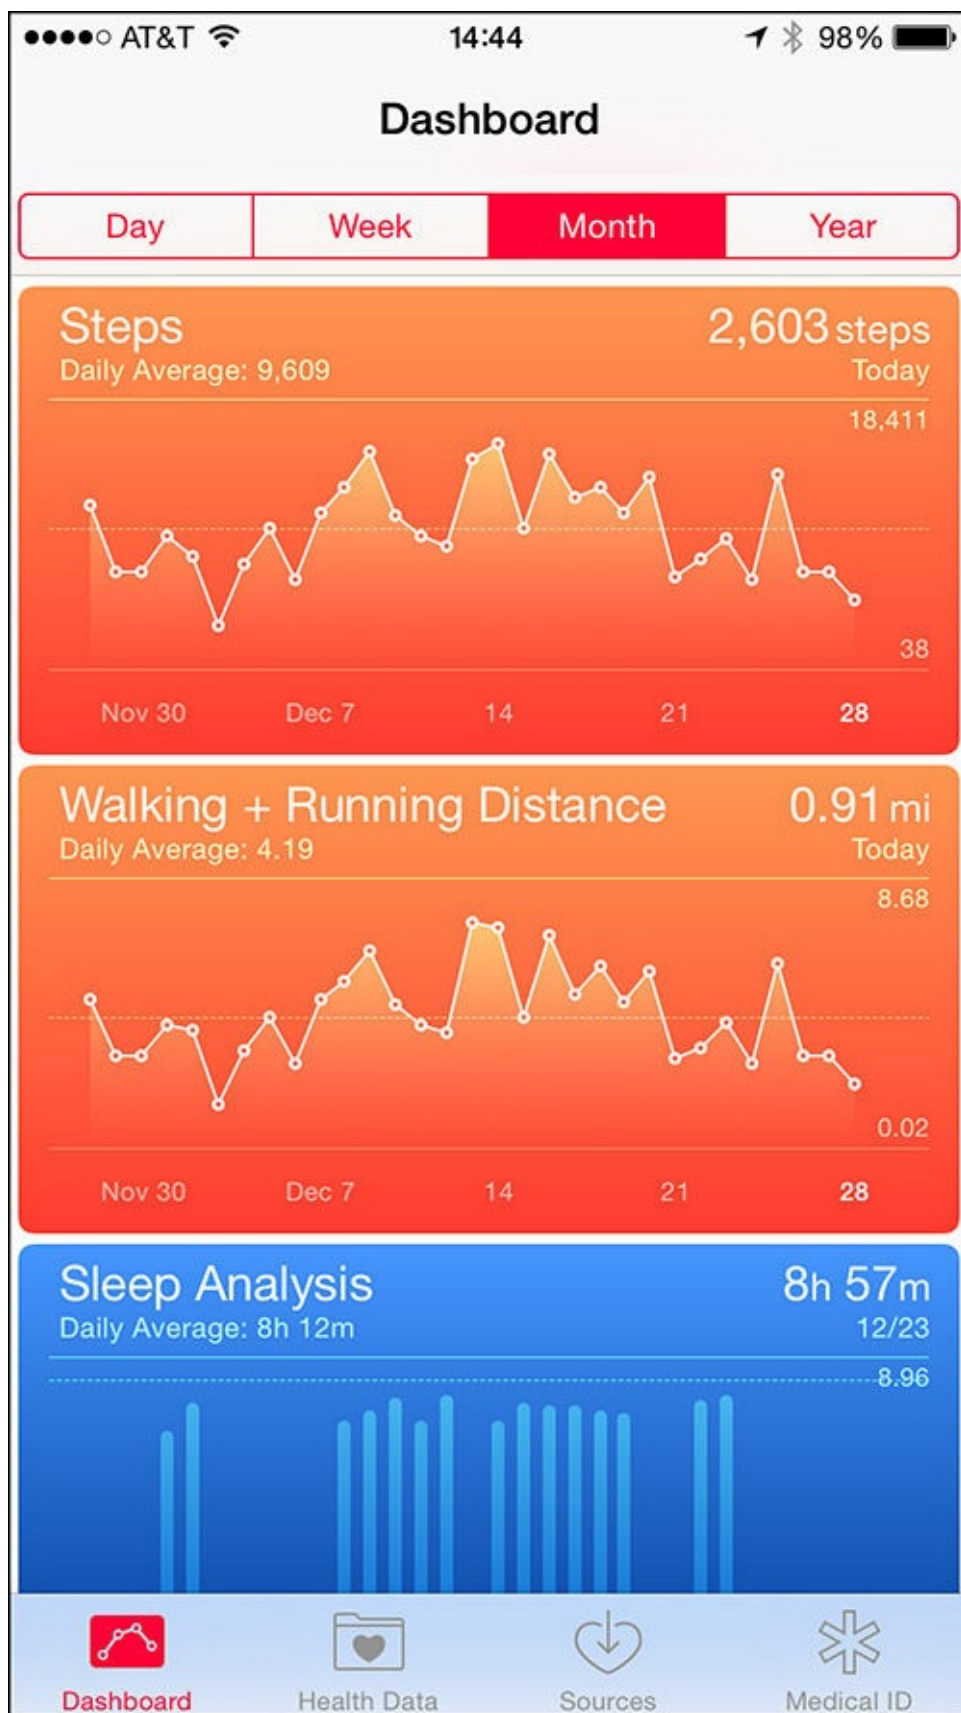 AT&T 14:44 98%
Dashboard
Day Week Month Year
Steps 2,603 steps
Daily Average: 9,609 Today
18,411
38
Nov 30 Dec 7 14 21 28
Walking + Running Distance 0.91 mi
Daily Average: 4.19 Today
8.68
0.02
Nov 30 Dec 7 14 21 28
Sleep Analysis 8h 57m
Daily Average: 8h 12m 12/23
8.96
Dashboard Health Data Sources Medical ID